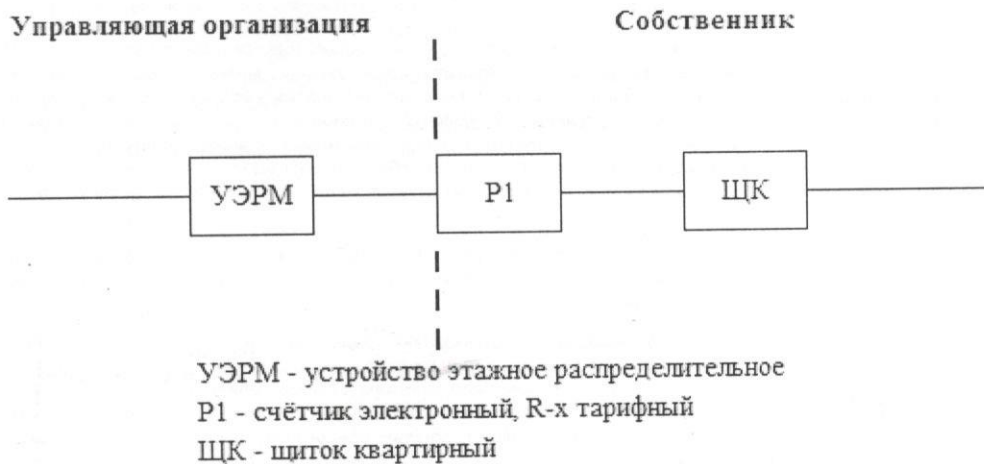 Управляющая организация Собственник
УЭРМ Р1 ЩК
УЭРМ - устройство этажное распределительное
Р1 - счётчик электронный, R-х тарифный
ЩК - щиток квартирный